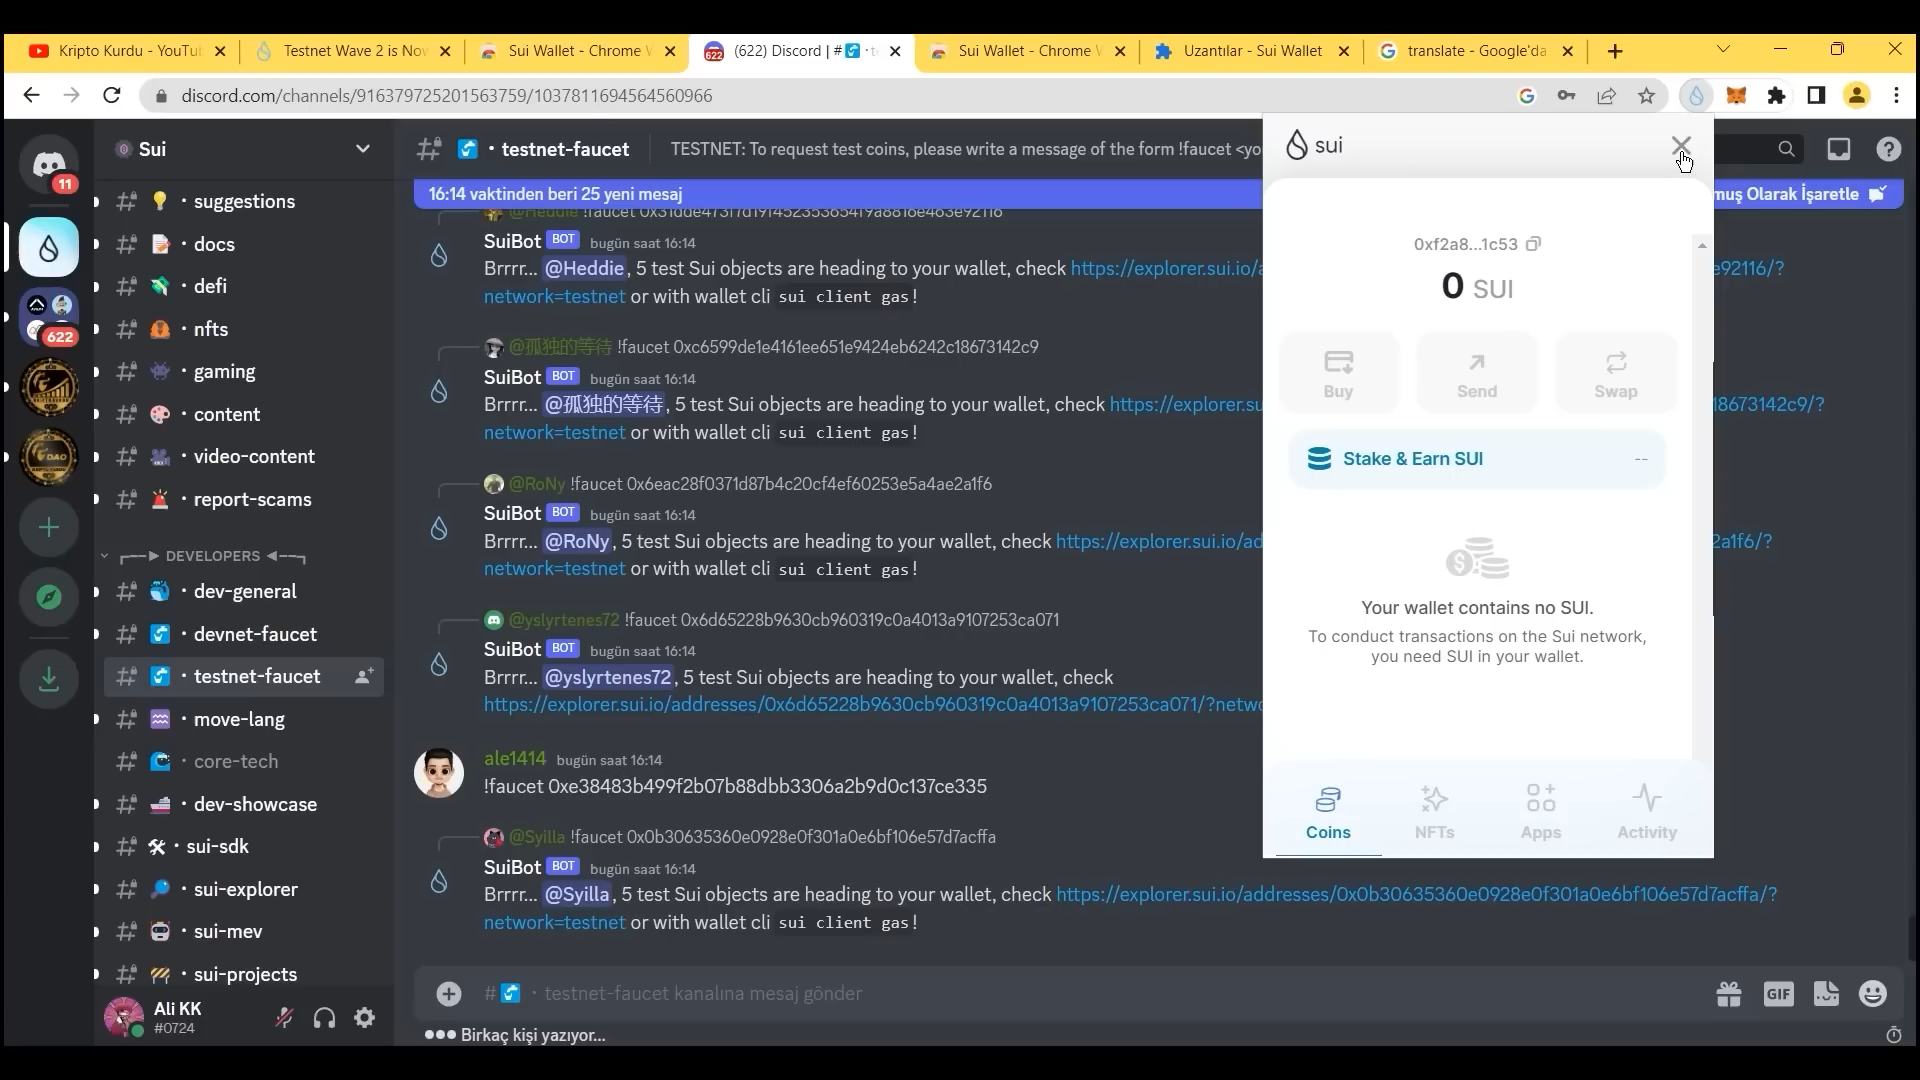 Kripto Kurdu - YouTu
Testnet Wave 2 is Now
Sui Wallet - Chrome W
(622) Discord | #
Sui Wallet - Chrome W
Uzantılar - Sui Wallet
translate - Google'da
discord.com/channels/916379725201563759/1037811694564560966
Sui
testnet-faucet
TESTNET: To request test coins, please write a message of the form !faucet <yo
16:14 vaktinden beri 25 yeni mesaj
muş Olarak İşaretle
11
622
suggestions
docs
defi
nfts
gaming
content
video-content
report-scams
DEVELOPERS
dev-general
devnet-faucet
testnet-faucet
move-lang
core-tech
dev-showcase
sui-sdk
sui-explorer
sui-mev
sui-projects
Ali KK
#0724
@Heddie !faucet
SuiBot BOT bugün saat 16:14
Brrrr... @Heddie, 5 test Sui objects are heading to your wallet, check https://explorer.sui.io/a
e92116/?
network=testnet or with wallet cli sui client gas!
@孤独的等待 !faucet 0xc6599de1e4161ee651e9424eb6242c18673142c9
SuiBot BOT bugün saat 16:14
Brrrr... @孤独的等待, 5 test Sui objects are heading to your wallet, check https://explorer.su
18673142c9/?
network=testnet or with wallet cli sui client gas!
@RoNy !faucet 0x6eac28f0371d87b4c20cf4ef60253e5a4ae2a1f6
SuiBot BOT bugün saat 16:14
Brrrr... @RoNy, 5 test Sui objects are heading to your wallet, check https://explorer.sui.io/ad
2a1f6/?
network=testnet or with wallet cli sui client gas!
@yslyrtenes72 !faucet 0x6d65228b9630cb960319c0a4013a9107253ca071
SuiBot BOT bugün saat 16:14
Brrrr... @yslyrtenes72, 5 test Sui objects are heading to your wallet, check
https://explorer.sui.io/addresses/0x6d65228b9630cb960319c0a4013a9107253ca071/?netwo
ale1414 bugün saat 16:14
!faucet 0xe38483b499f2b07b88dbb3306a2b9d0c137ce335
@Syilla !faucet 0x0b30635360e0928e0f301a0e6bf106e57d7acffa
SuiBot BOT bugün saat 16:14
Brrrr... @Syilla, 5 test Sui objects are heading to your wallet, check https://explorer.sui.io/addresses/0x0b30635360e0928e0f301a0e6bf106e57d7acffa/?
network=testnet or with wallet cli sui client gas!
testnet-faucet kanalına mesaj gönder
GIF
Birkaç kişi yazıyor...
sui
0xf2a8...1c53
0 SUI
Buy
Send
Swap
Stake & Earn SUI
--
Your wallet contains no SUI.
To conduct transactions on the Sui network,
you need SUI in your wallet.
Coins
NFTs
Apps
Activity